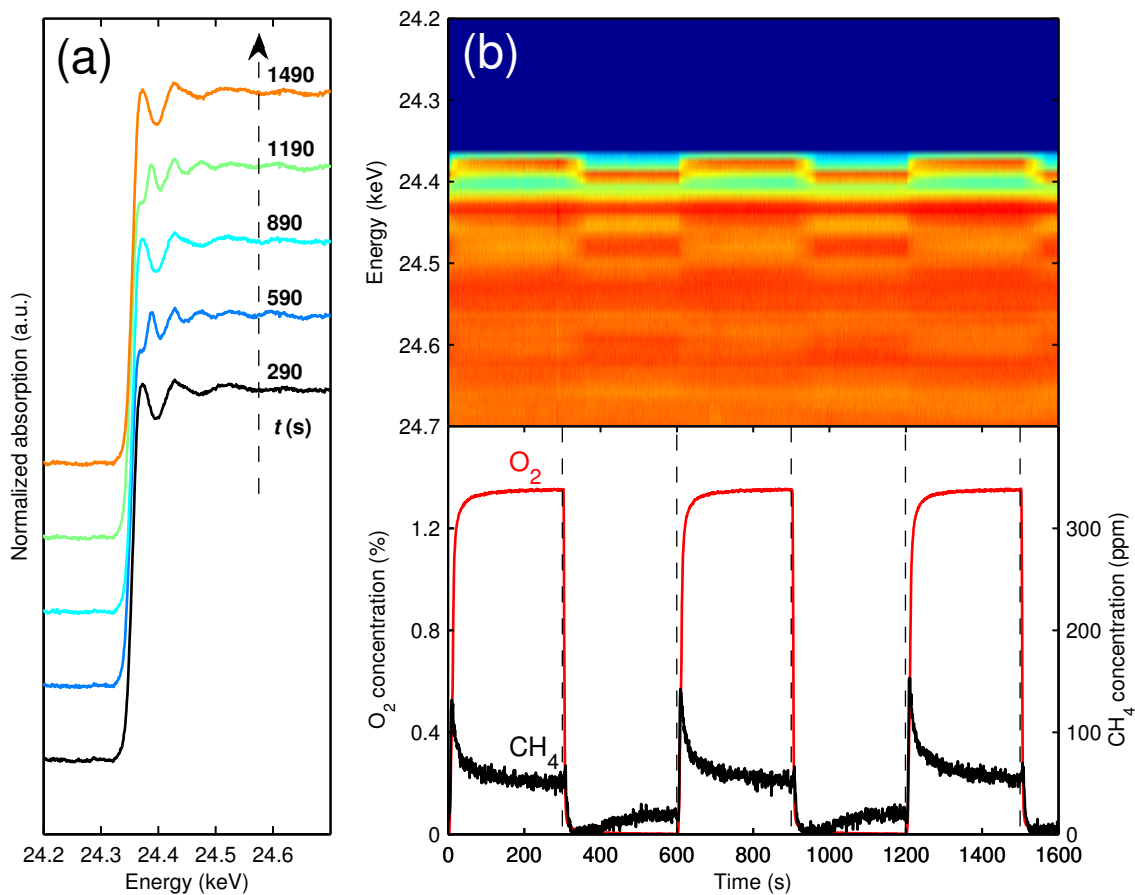 (a)
1490
1190
890
590
290
t (s)
Normalized absorption (a.u.)
24.2 24.3 24.4 24.5 24.6
Energy (keV)
(b)
24.2
24.3
24.4
24.5
24.6
24.7
Energy (keV)
O2
CH4
1.2
0.8
0.4
0
O2 concentration (%)
300
200
100
0
CH4 concentration (ppm)
0 200 400 600 800 1000 1200 1400 1600
Time (s)